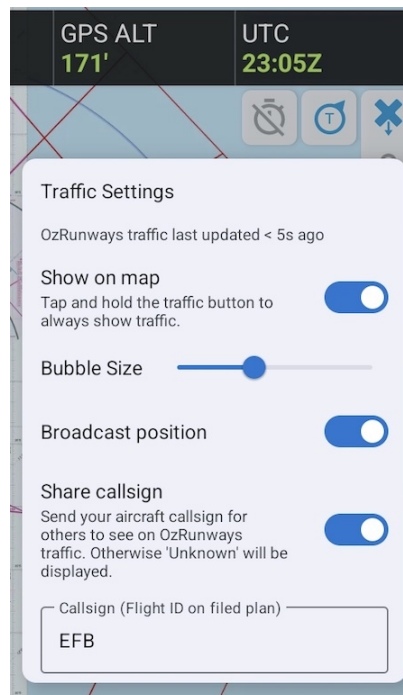 GPS ALT
171'
UTC
23:05Z
T
Traffic Settings
OzRunways traffic last updated < 5s ago
Show on map
Tap and hold the traffic button to
always show traffic.
Bubble Size
Broadcast position
Share callsign
Send your aircraft callsign for
others to see on OzRunways
traffic. Otherwise 'Unknown' will be
displayed.
Callsign (Flight ID on filed plan)
EFB